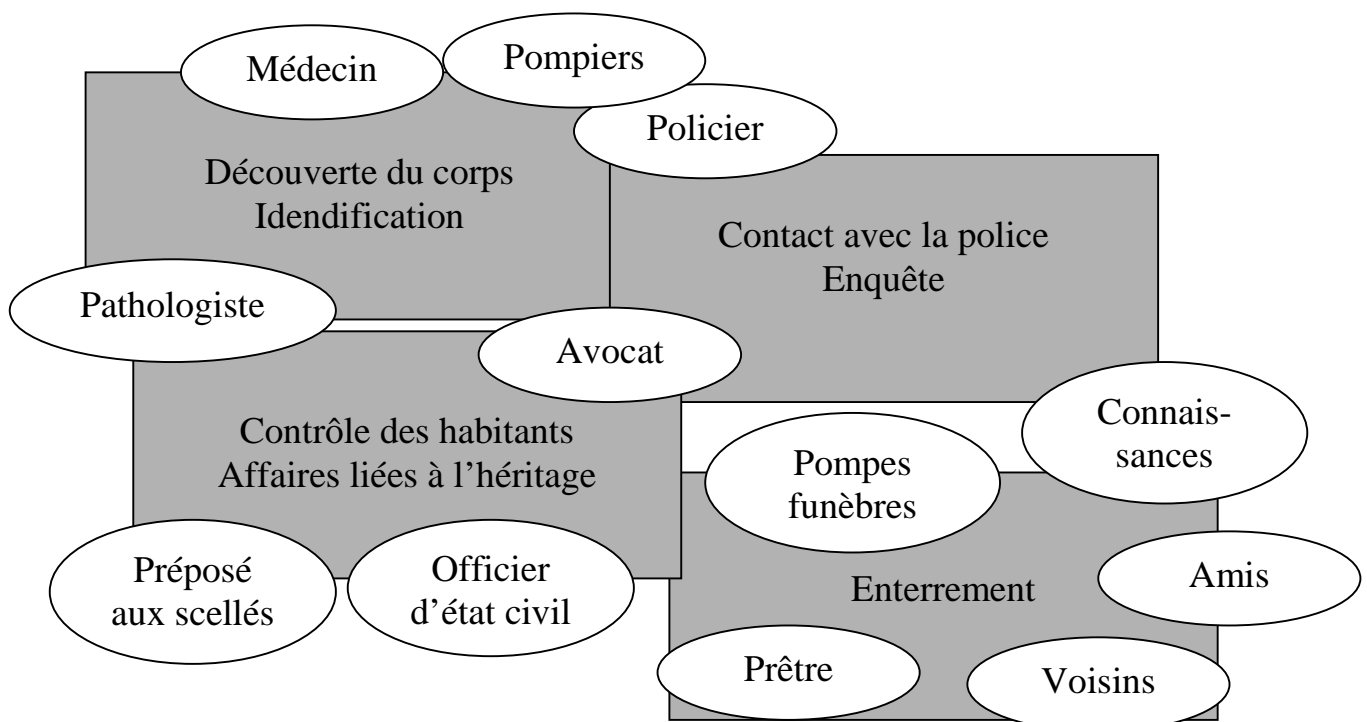 Médecin
Pompiers
Policier
Découverte du corps
Idendification
Contact avec la police
Enquête
Pathologiste
Avocat
Contrôle des habitants
Affaires liées à l’héritage
Connais-
sances
Pompes
funèbres
Préposé
aux scellés
Officier
d’état civil
Enterrement
Amis
Prêtre
Voisins